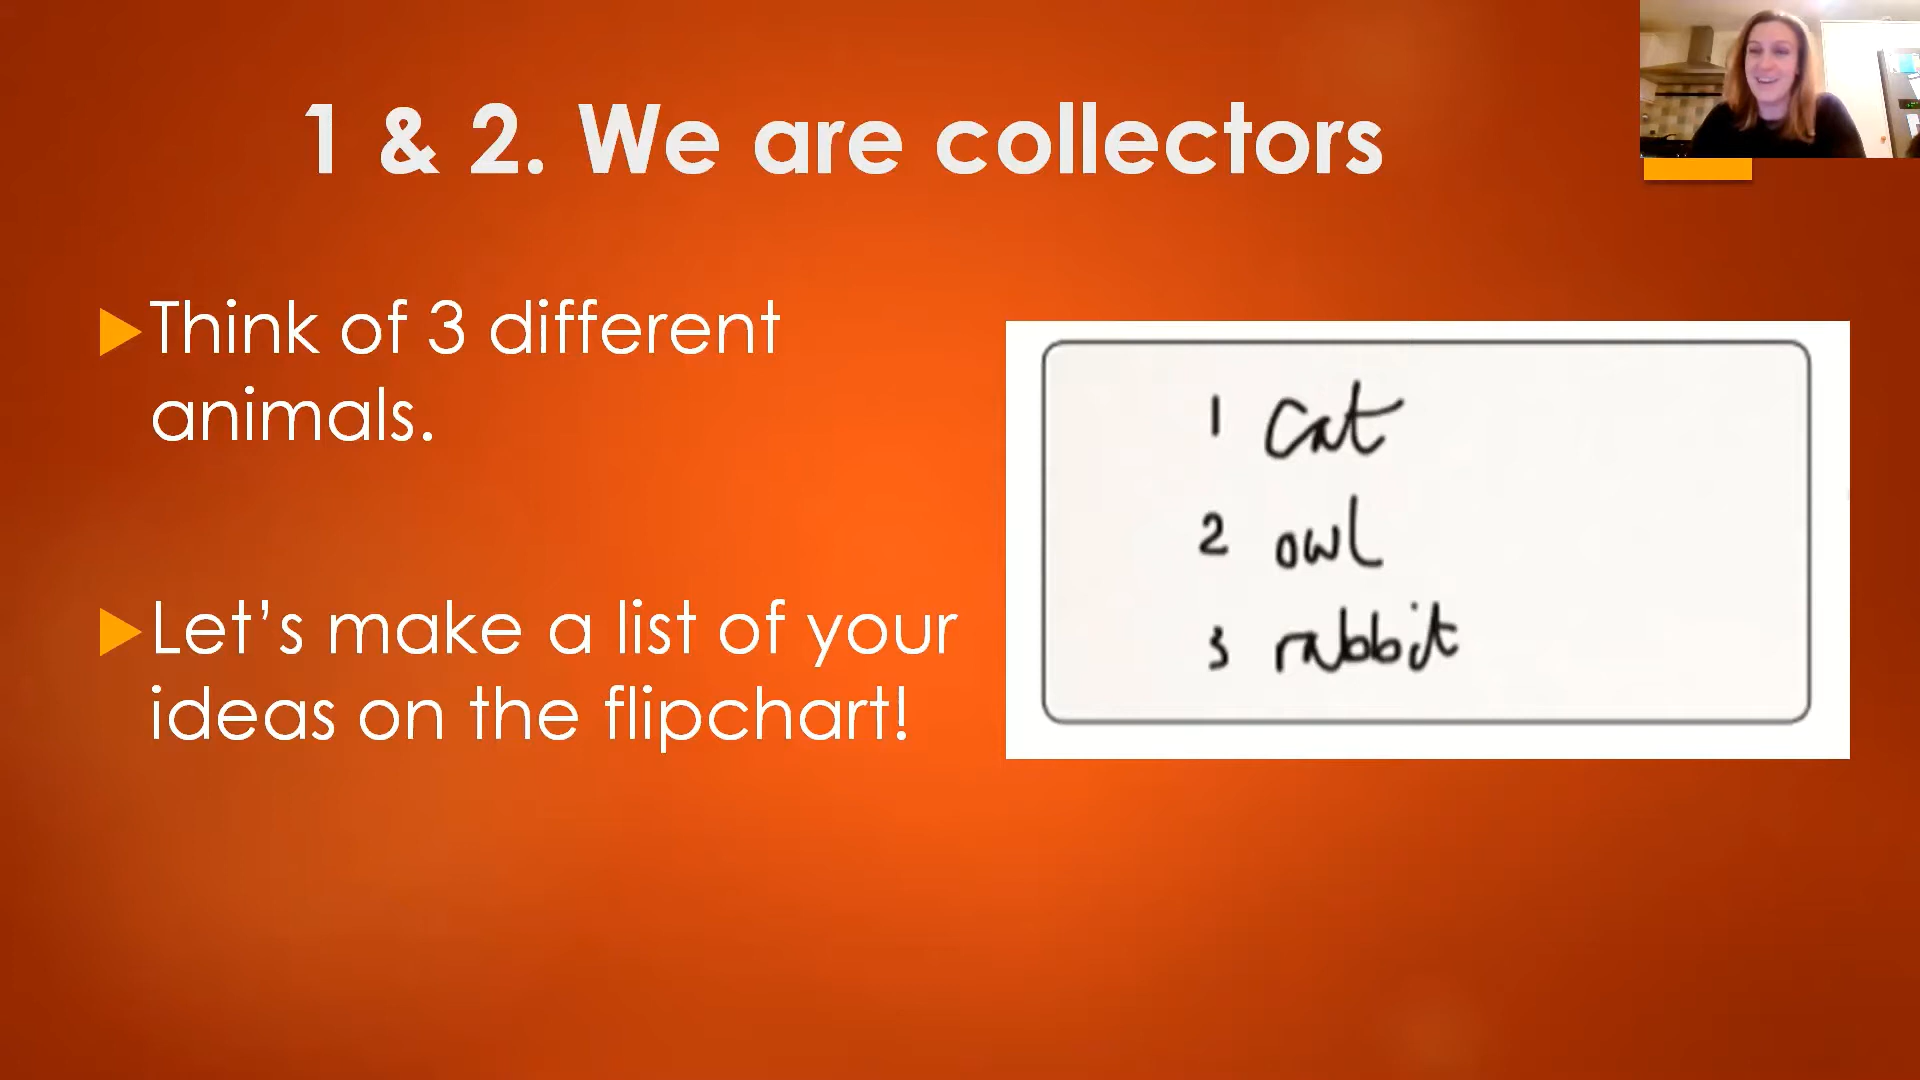 1 & 2. We are collectors
Think of 3 different
animals.
Let's make a list of your
ideas on the flipchart!
1 cat
2 owl
3 rabbit